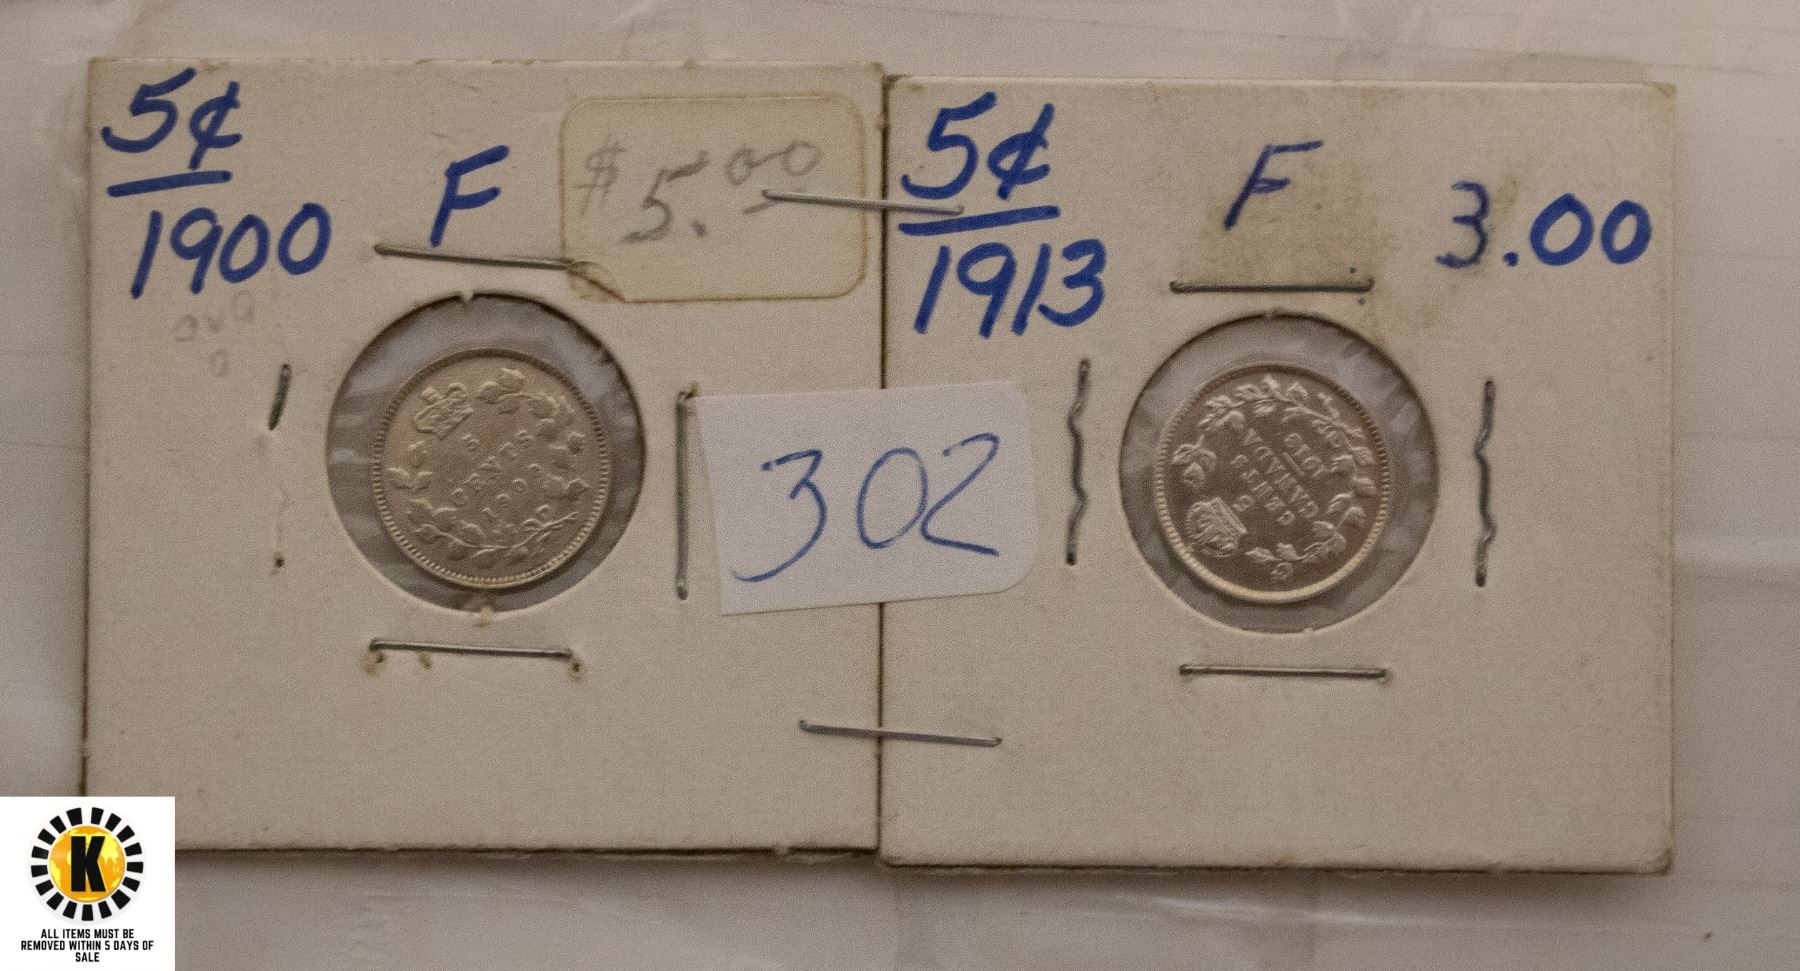 5¢
1900
F
$5.00
5¢
1913
F
3.00
302
5
CENTS
5
CENTS
CANADA
1913
K
ALL ITEMS MUST BE
REMOVED WITHIN 5 DAYS OF
SALE